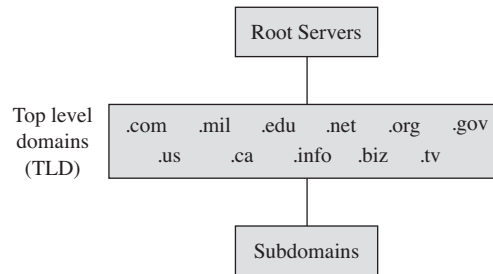 Root Servers
Top level
domains
(TLD)
.com .mil .edu .net .org .gov
.us .ca .info .biz .tv
Subdomains